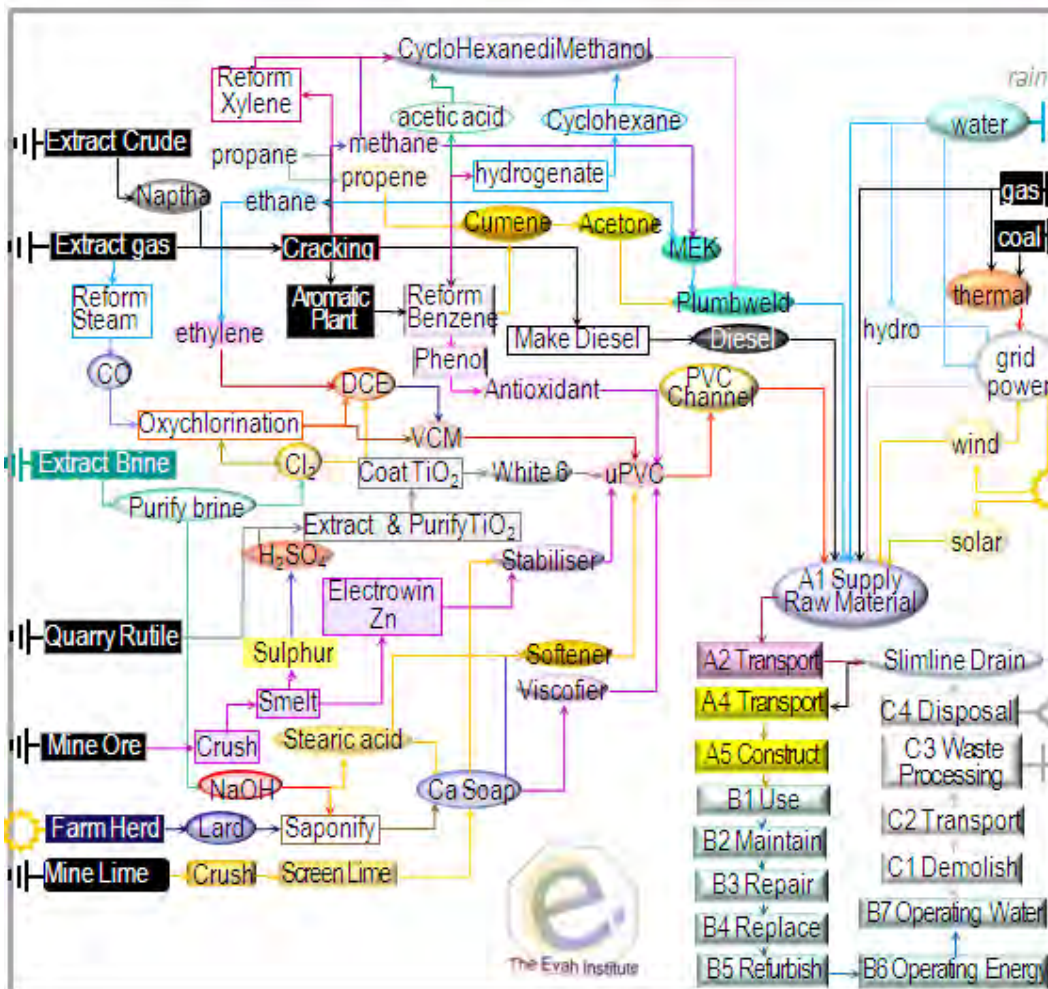 CycloHexanediMethanol
Reform
Xylene
rain
acetic acid
Cyclohexane
water
Extract Crude
propane
methane
propene
hydrogenate
Naptha
ethane
gas
Cumene
Acetone
Extract gas
Cracking
MEK
coal
Reform
Steam
Aromatic
Plant
Reform
Benzene
Plumbweld
thermal
ethylene
Make Diesel
Diesel
hydro
Phenol
grid
power
CO
DCE
Antioxidant
PVC
Channel
Oxychlorination
VCM
wind
Extract Brine
Cl2
Coat TiO2
White 6
uPVC
Purify brine
Extract & PurifyTiO2
H2SO4
Stabiliser
solar
Electrowin
Zn
A1 Supply
Raw Material
Quarry Rutile
Sulphur
Softener
A2 Transport
Slimline Drain
Smelt
Viscofier
A4 Transport
C4 Disposal
Mine Ore
Crush
Stearic acid
A5 Construct
C3 Waste
Processing
NaOH
Ca Soap
B1 Use
Farm Herd
Lard
Saponify
B2 Maintain
C2 Transport
Mine Lime
Crush
Screen Lime
C1 Demolish
B3 Repair
B4 Replace
B7 Operating Water
The Evah Institute
B5 Refurbish
B6 Operating Energy